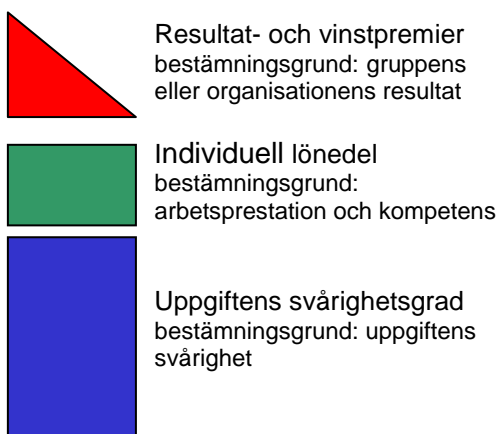 Resultat- och vinstpremier
bestämningsgrund: gruppens
eller organisationens resultat
Individuell lönedel
bestämningsgrund:
arbetsprestation och kompetens
Uppgiftens svårighetsgrad
bestämningsgrund: uppgiftens
svårighet